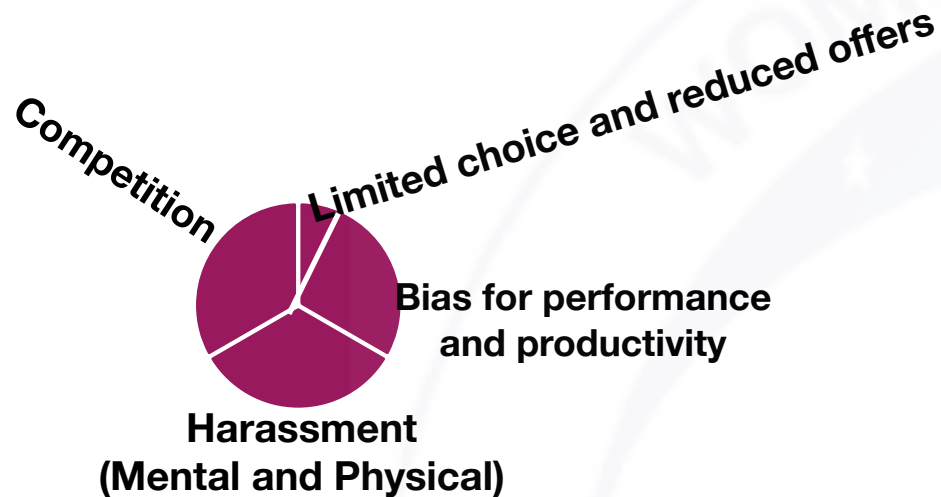 Competition
Limited choice and reduced offers
Bias for performance
and productivity
Harassment
(Mental and Physical)